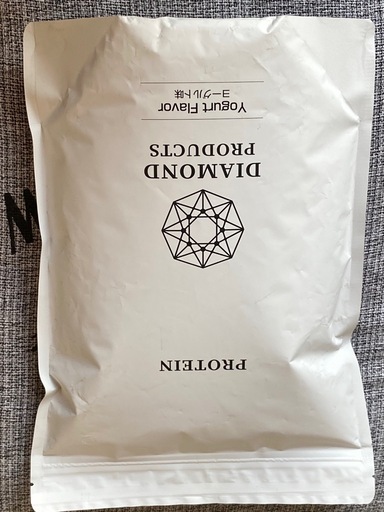 PROTEIN
DIAMOND
PRODUCTS
Yogurt Flavor
ヨーグルト味